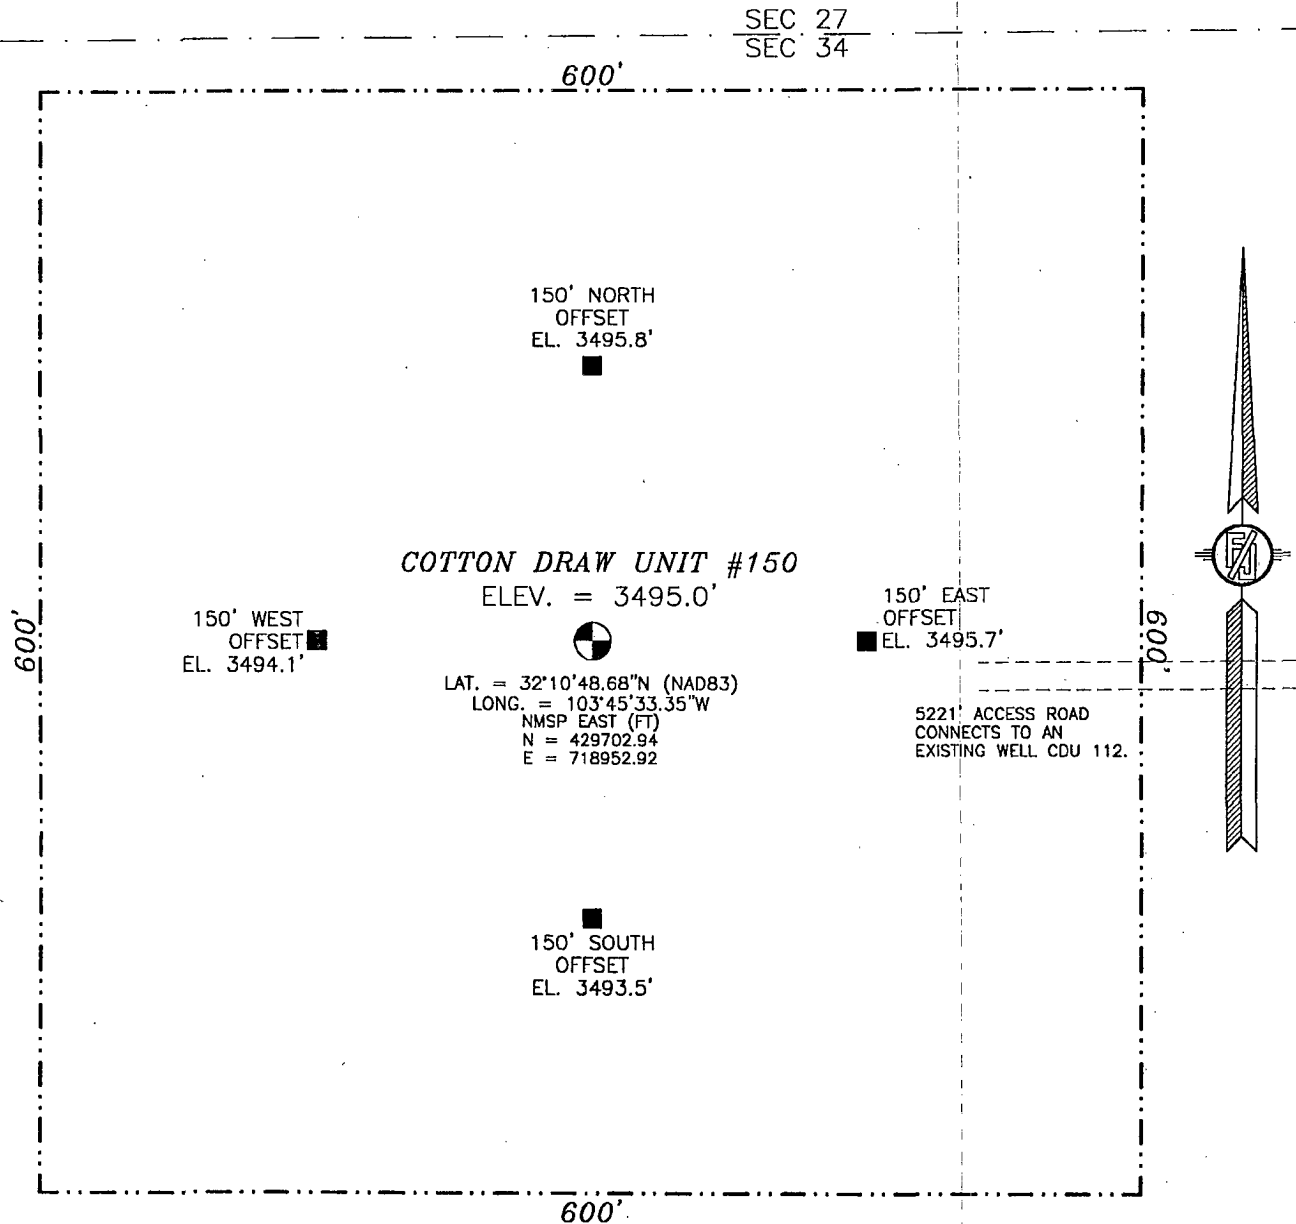 SEC 27
SEC 34
600'
150' NORTH
OFFSET
EL. 3495.8'
COTTON DRAW UNIT #150
ELEV. = 3495.0'
150' WEST
OFFSET
EL. 3494.1'
150' EAST
OFFSET
EL. 3495.7'
600'
600'
LAT. = 32°10'48.68"N (NAD83)
LONG. = 103°45'33.35"W
NMSP EAST (FT)
N = 429702.94
E = 718952.92
5221' ACCESS ROAD
CONNECTS TO AN
EXISTING WELL CDU 112.
150' SOUTH
OFFSET
EL. 3493.5'
600'